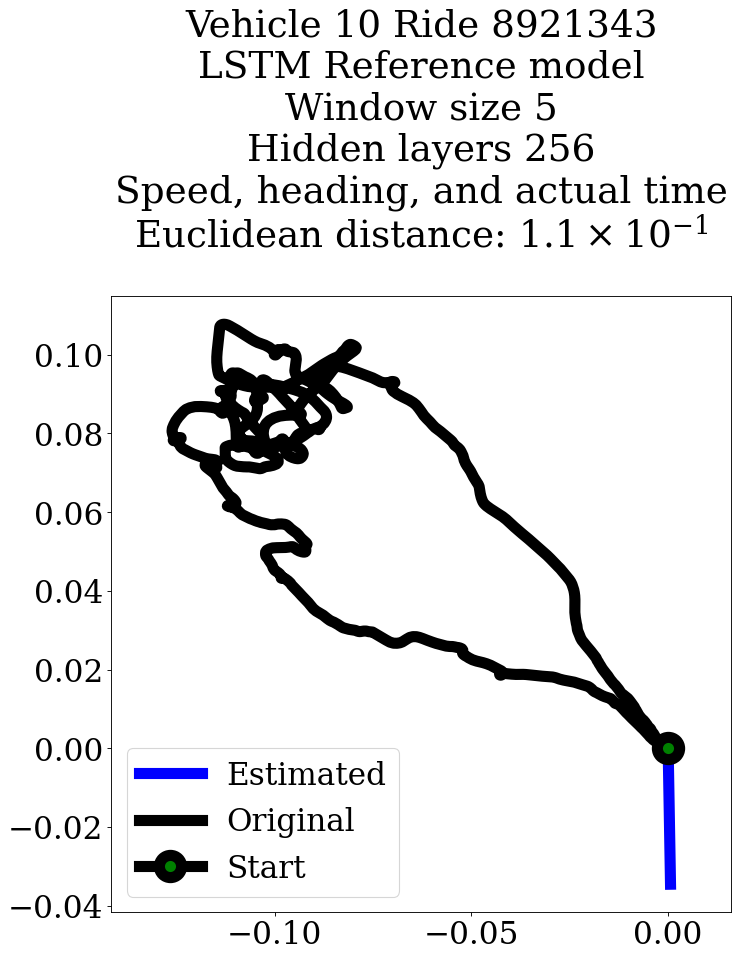 Vehicle 10 Ride 8921343
LSTM Reference model
Window size 5
Hidden layers 256
Speed, heading, and actual time
Euclidean distance: 1.1 × 10⁻¹
0.10
0.08
0.06
0.04
0.02
0.00
−0.02
−0.04
Estimated
Original
Start
−0.10
−0.05
0.00